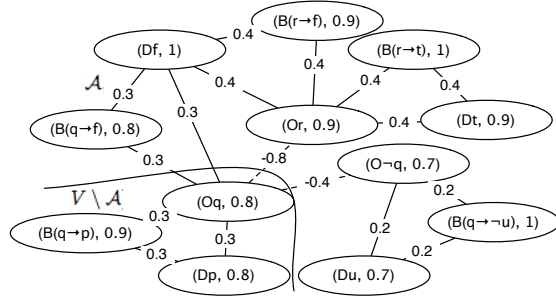 (B(r→f), 0.9)
(Df, 1)
0.4
(B(r→t), 1)
0.4
0.4
0.4
0.4
𝒜
0.3
0.3
(B(q→f), 0.8)
(Or, 0.9)
0.4
(Dt, 0.9)
0.3
-0.8
(O¬q, 0.7)
-0.4
0.2
V \ 𝒜
(Oq, 0.8)
0.3
(B(q→p), 0.9)
0.3
0.2
(B(q→¬u), 1)
0.3
0.2
(Dp, 0.8)
(Du, 0.7)